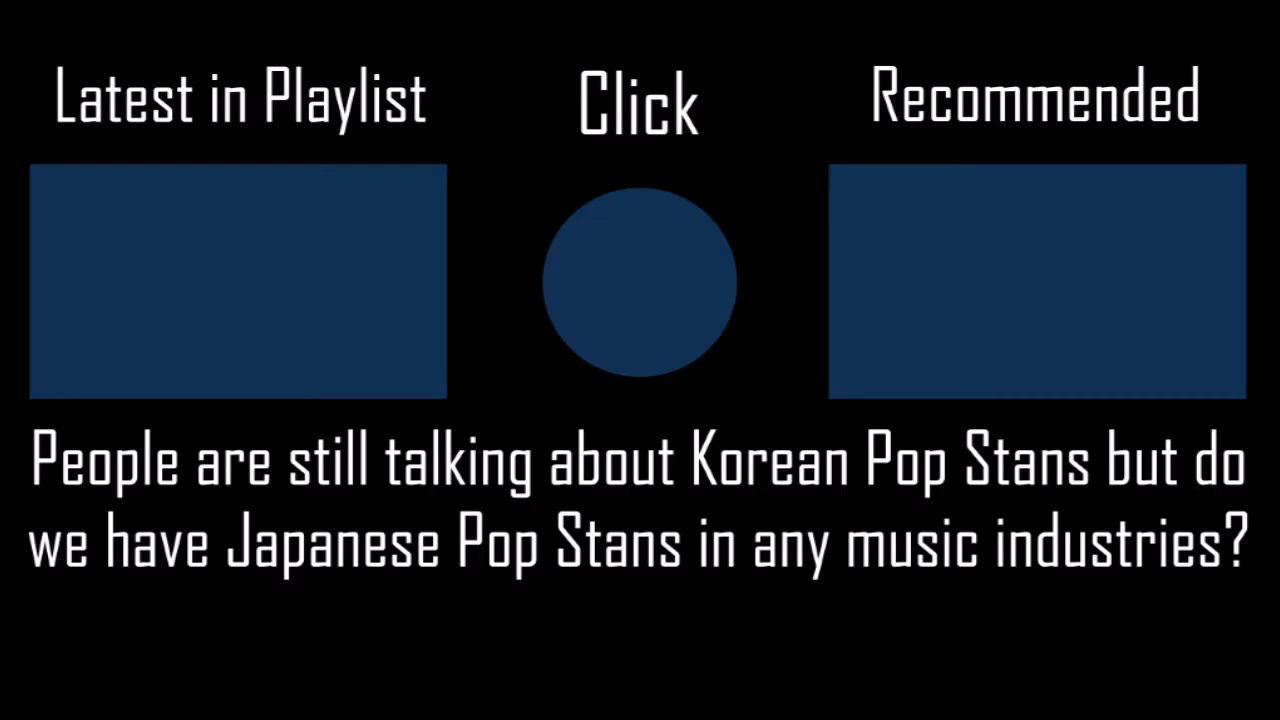 Latest in Playlist
Click
Recommended
People are still talking about Korean Pop Stans but do
we have Japanese Pop Stans in any music industries?